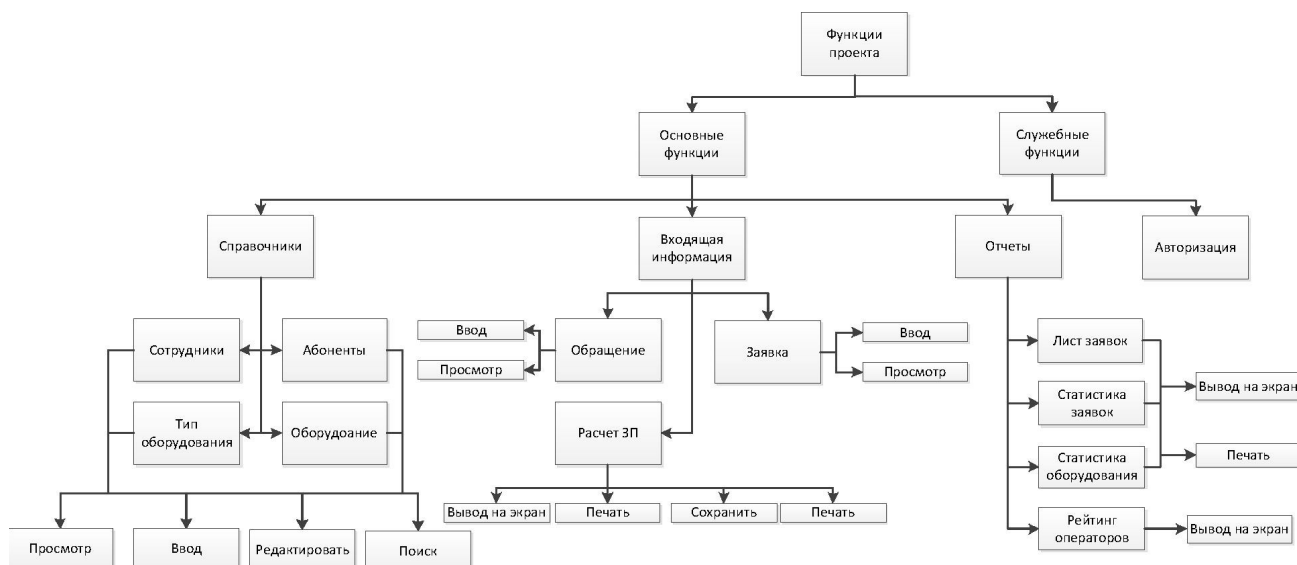 Функции
проекта
Основные
функции
Служебные
функции
Справочники
Входящая
информация
Отчеты
Авторизация
Сотрудники
Абоненты
Тип
оборудования
Оборудоание
Просмотр
Ввод
Редактировать
Поиск
Ввод
Просмотр
Обращение
Заявка
Ввод
Просмотр
Расчет ЗП
Вывод на экран
Печать
Сохранить
Печать
Лист заявок
Статистика
заявок
Статистика
оборудования
Рейтинг
операторов
Вывод на экран
Печать
Вывод на экран